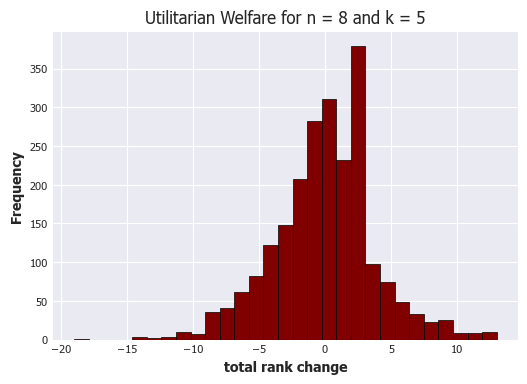 Utilitarian Welfare for n = 8 and k = 5
Frequency
350
300
250
200
150
100
50
0
−20 −15 −10 −5 0 5 10
total rank change